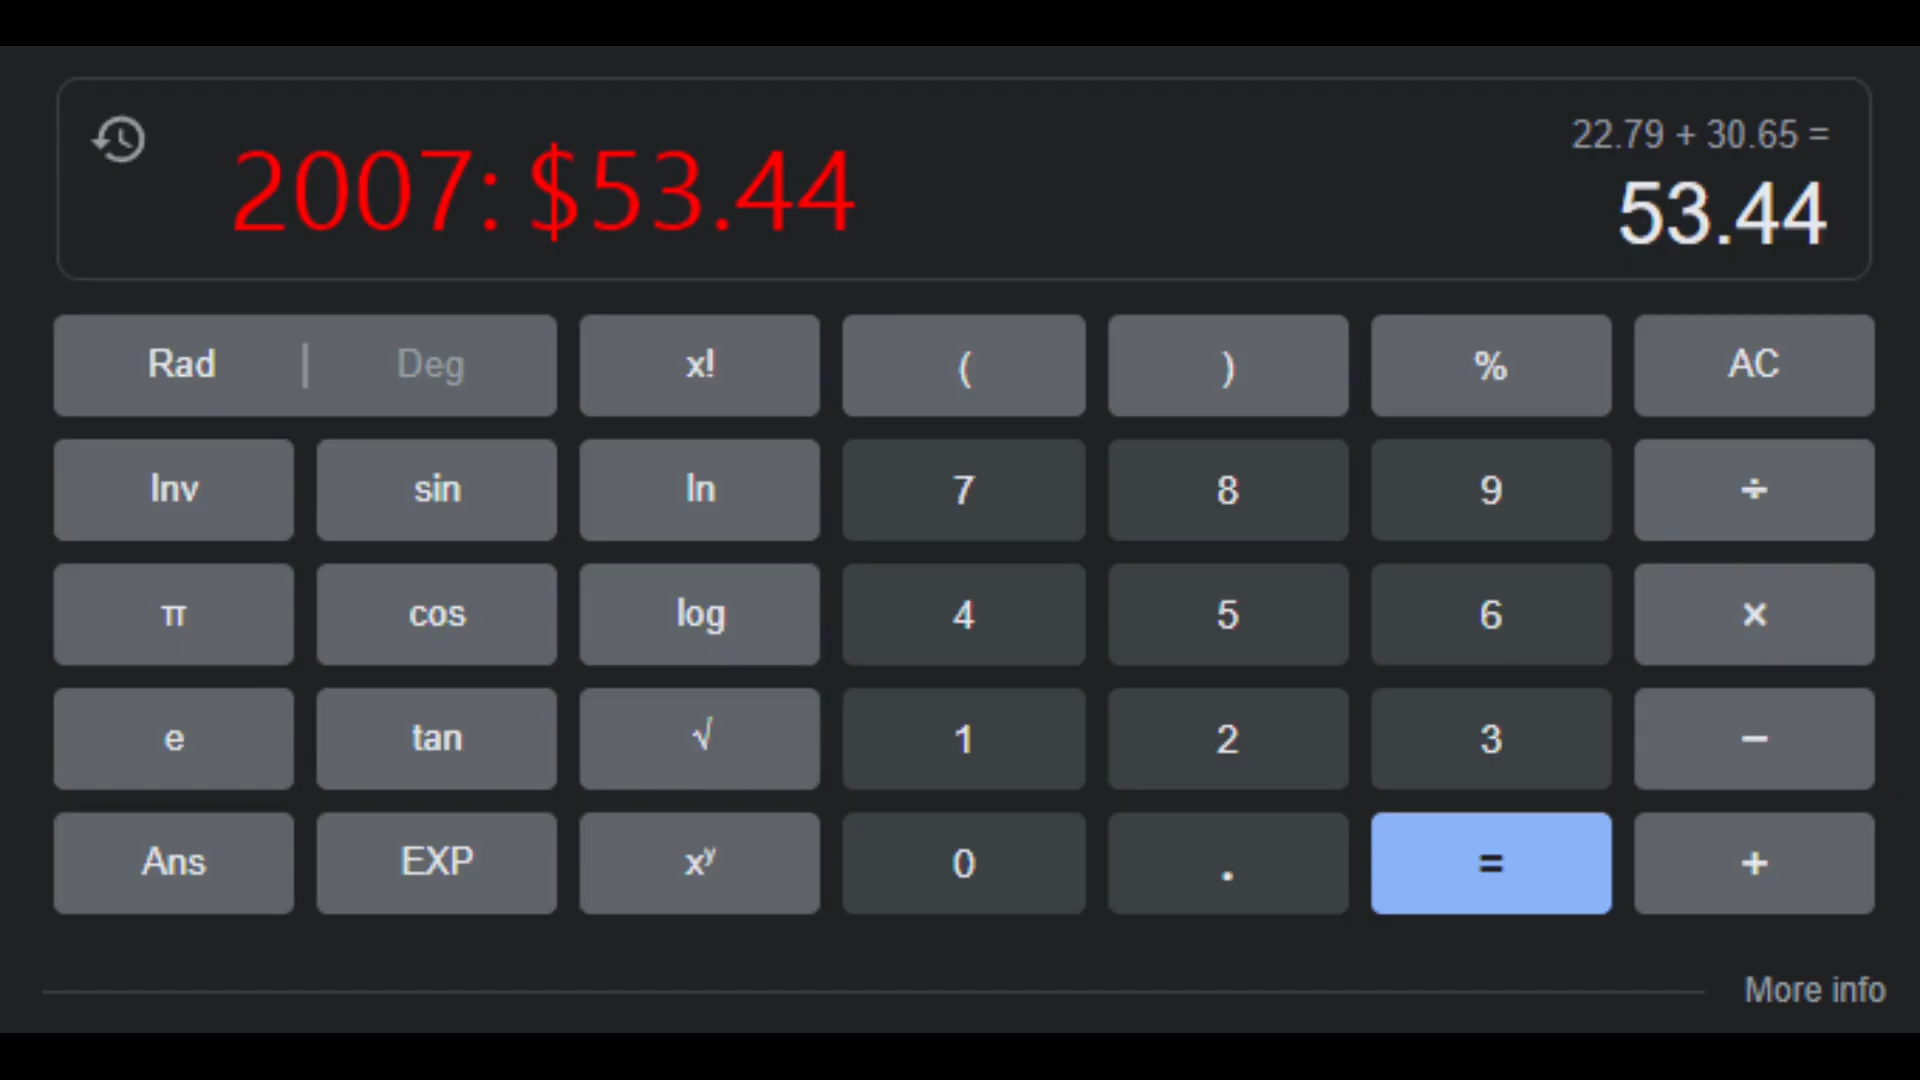 22.79 + 30.65 =
2007: $53.44
53.44
Rad | Deg
x!
(
)
%
AC
Inv
sin
ln
7
8
9
÷
π
cos
log
4
5
6
×
e
tan
√
1
2
3
−
Ans
EXP
xʸ
0
.
=
+
More info